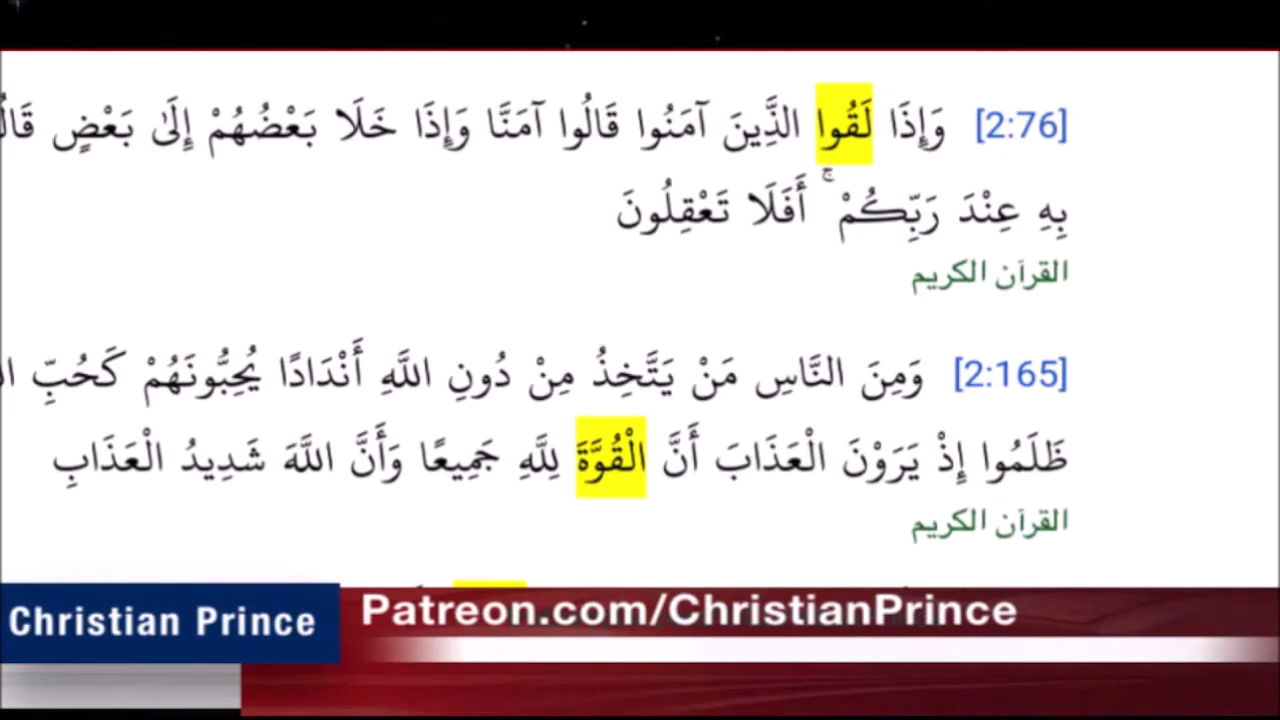 [2:76] وَإِذَا لَقُوا الَّذِينَ آمَنُوا قَالُوا آمَنَّا وَإِذَا خَلَا بَعْضُهُمْ إِلَىٰ بَعْضٍ
بِهِ عِنْدَ رَبِّكُمْ ۚ أَفَلَا تَعْقِلُونَ
القرآن الكريم
[2:165] وَمِنَ النَّاسِ مَنْ يَتَّخِذُ مِنْ دُونِ اللَّهِ أَنْدَادًا يُحِبُّونَهُمْ كَحُبِّ
ظَلَمُوا إِذْ يَرَوْنَ الْعَذَابَ أَنَّ الْقُوَّةَ لِلَّهِ جَمِيعًا وَأَنَّ اللَّهَ شَدِيدُ الْعَذَابِ
القرآن الكريم
Christian Prince
Patreon.com/ChristianPrince